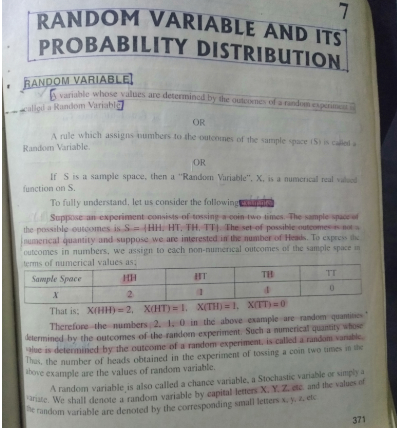 7
RANDOM VARIABLE AND ITS
PROBABILITY DISTRIBUTION
RANDOM VARIABLE
A variable whose values are determined by the outcomes of a random experiment is
called a Random Variable
OR
A rule which assigns numbers to the outcomes of the sample space (S) is called a
Random Variable.
OR
If S is a sample space, then a "Random Variable", X, is a numerical real valued
function on S.
To fully understand, let us consider the following
Suppose an experiment consists of tossing a coin two times. The sample space of
the possible outcomes is S = {HH, HT, TH, TT}. The set of possible outcomes is not a
numerical quantity and suppose we are interested in the number of Heads. To express the
outcomes in numbers, we assign to each non-numerical outcomes of the sample space in
terms of numerical values as;
Sample Space HH HT TH TT
X 2 1 1 0
That is; X(HH) = 2, X(HT) = 1, X(TH) = 1, X(TT) = 0
Therefore the numbers 2, 1, 0 in the above example are random quantities
determined by the outcomes of the random experiment. Such a numerical quantity whose
value is determined by the outcome of a random experiment, is called a random variable.
Thus, the number of heads obtained in the experiment of tossing a coin two times in the
above example are the values of random variable.
A random variable is also called a chance variable, a Stochastic variable or simply a
variate. We shall denote a random variable by capital letters X, Y, Z, etc. and the values of
the random variable are denoted by the corresponding small letters x, y, z, etc
371